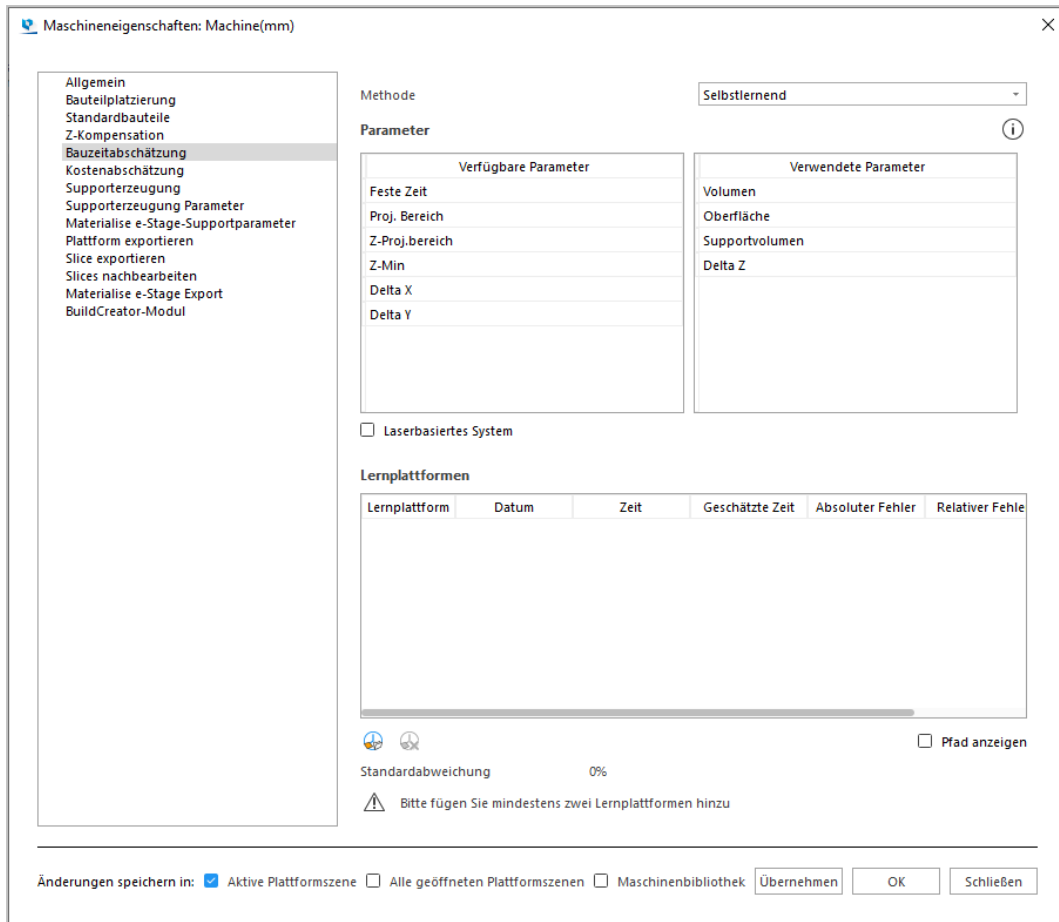 Maschineneigenschaften: Machine(mm)
Allgemein
Bauteilplatzierung
Standardbauteile
Z-Kompensation
Bauzeitabschätzung
Kostenabschätzung
Supporterzeugung
Supporterzeugung Parameter
Materialise e-Stage-Supportparameter
Plattform exportieren
Slice exportieren
Slices nachbearbeiten
Materialise e-Stage Export
BuildCreator-Modul
Methode Selbstlernend
Parameter
Verfügbare Parameter
Feste Zeit
Proj. Bereich
Z-Proj.bereich
Z-Min
Delta X
Delta Y
Verwendete Parameter
Volumen
Oberfläche
Supportvolumen
Delta Z
Laserbasiertes System
Lernplattformen
Lernplattform Datum Zeit Geschätzte Zeit Absoluter Fehler Relativer Fehle
Pfad anzeigen
Standardabweichung 0%
Bitte fügen Sie mindestens zwei Lernplattformen hinzu
Änderungen speichern in: Aktive Plattformszene Alle geöffneten Plattformszenen Maschinenbibliothek Übernehmen OK Schließen